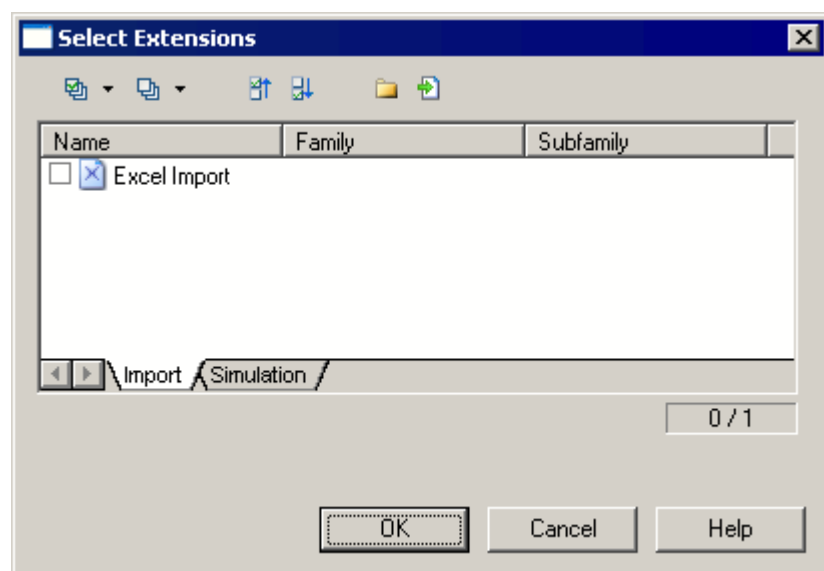 Select Extensions
Name Family Subfamily
Excel Import
Import Simulation
0 / 1
OK Cancel Help